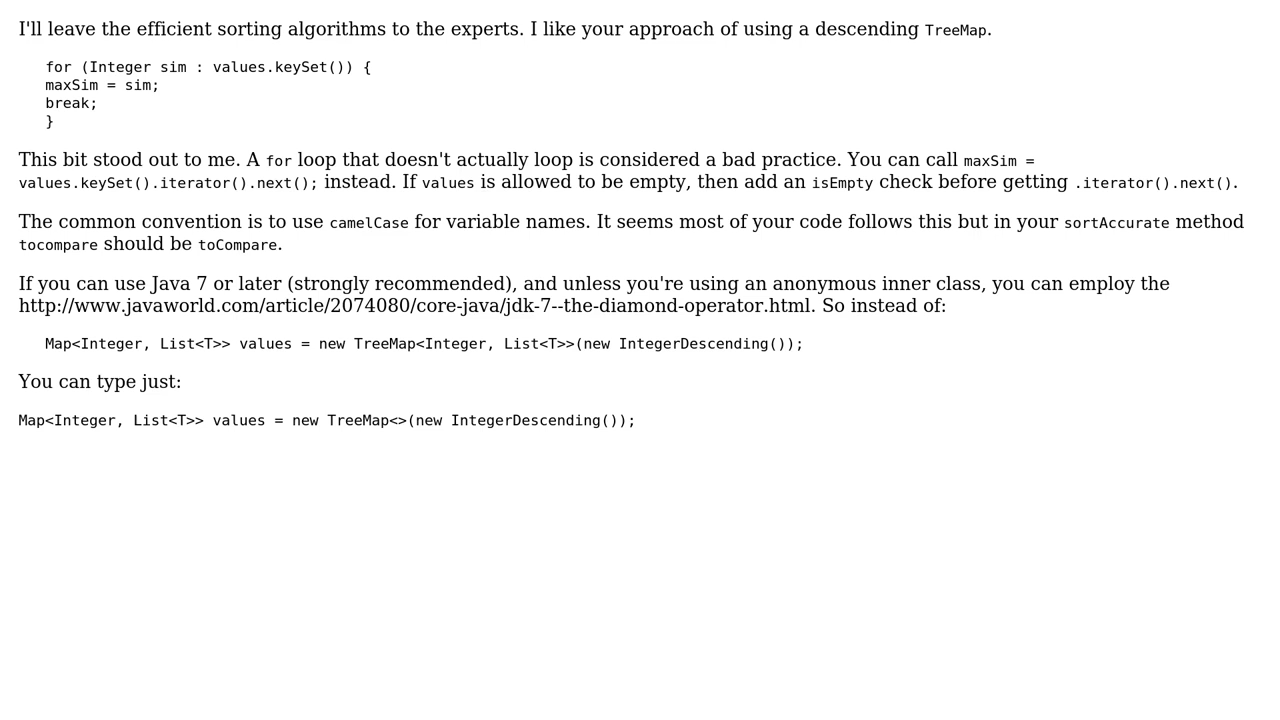 I'll leave the efficient sorting algorithms to the experts. I like your approach of using a descending TreeMap.
for (Integer sim : values.keySet()) {
maxSim = sim;
break;
}
This bit stood out to me. A for loop that doesn't actually loop is considered a bad practice. You can call maxSim =
values.keySet().iterator().next(); instead. If values is allowed to be empty, then add an isEmpty check before getting .iterator().next().
The common convention is to use camelCase for variable names. It seems most of your code follows this but in your sortAccurate method
tocompare should be toCompare.
If you can use Java 7 or later (strongly recommended), and unless you're using an anonymous inner class, you can employ the
http://www.javaworld.com/article/2074080/core-java/jdk-7--the-diamond-operator.html. So instead of:
Map<Integer, List<T>> values = new TreeMap<Integer, List<T>>(new IntegerDescending());
You can type just:
Map<Integer, List<T>> values = new TreeMap<>(new IntegerDescending());